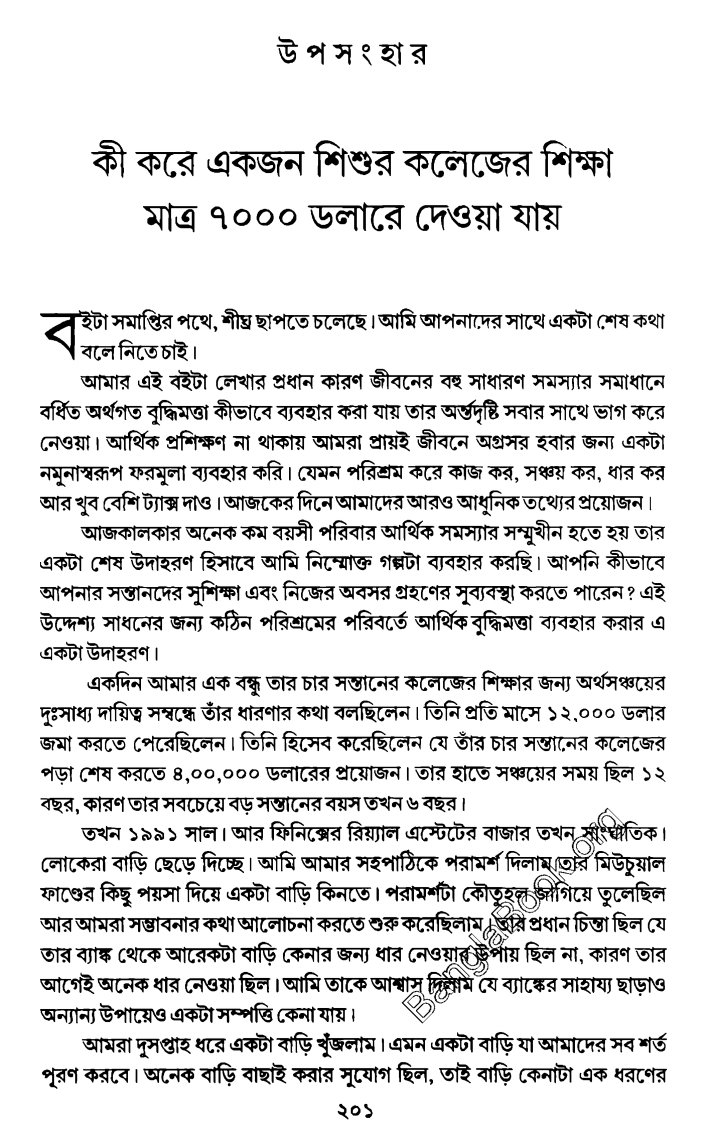 উপসংহার
কী করে একজন শিশুর কলেজের শিক্ষা
মাত্র ৭০০০ ডলারে দেওয়া যায়
বইটা সমাপ্তির পথে, শীঘ্র ছাপতে চলেছে। আমি আপনাদের সাথে একটা শেষ কথা
বলে নিতে চাই।
আমার এই বইটা লেখার প্রধান কারণ জীবনের বহু সাধারণ সমস্যার সমাধানে
বর্ধিত অর্থগত বুদ্ধিমত্তা কীভাবে ব্যবহার করা যায় তার অর্ন্তদৃষ্টি সবার সাথে ভাগ করে
নেওয়া। আর্থিক প্রশিক্ষণ না থাকায় আমরা প্রায়ই জীবনে অগ্রসর হবার জন্য একটা
নমুনাস্বরূপ ফরমূলা ব্যবহার করি। যেমন পরিশ্রম করে কাজ কর, সঞ্চয় কর, ধার কর
আর খুব বেশি ট্যাক্স দাও। আজকের দিনে আমাদের আরও আধুনিক তথ্যের প্রয়োজন।
আজকালকার অনেক কম বয়সী পরিবার আর্থিক সমস্যার সম্মুখীন হতে হয় তার
একটা শেষ উদাহরণ হিসাবে আমি নিম্মোক্ত গল্পটা ব্যবহার করছি। আপনি কীভাবে
আপনার সন্তানদের সুশিক্ষা এবং নিজের অবসর গ্রহণের সুব্যবস্থা করতে পারেন? এই
উদ্দেশ্য সাধনের জন্য কঠিন পরিশ্রমের পরিবর্তে আর্থিক বুদ্ধিমত্তা ব্যবহার করার এ
একটা উদাহরণ।
একদিন আমার এক বন্ধু তার চার সন্তানের কলেজের শিক্ষার জন্য অর্থসঞ্চয়ের
দুঃসাধ্য দায়িত্ব সম্বন্ধে তাঁর ধারণার কথা বলছিলেন। তিনি প্রতি মাসে ১২,০০০ ডলার
জমা করতে পেরেছিলেন। তিনি হিসেব করেছিলেন যে তাঁর চার সন্তানের কলেজের
পড়া শেষ করতে ৪,০০,০০০ ডলারের প্রয়োজন। তার হাতে সঞ্চয়ের সময় ছিল ১২
বছর, কারণ তার সবচেয়ে বড় সন্তানের বয়স তখন ৬ বছর।
তখন ১৯৯১ সাল। আর ফিনিক্সের রিয়্যাল এস্টেটের বাজার তখন সাংঘাতিক।
লোকেরা বাড়ি ছেড়ে দিচ্ছে। আমি আমার সহপাঠিকে পরামর্শ দিলাম তার মিউচুয়াল
ফাণ্ডের কিছু পয়সা দিয়ে একটা বাড়ি কিনতে। পরামর্শটা কৌতূহল জাগিয়ে তুলেছিল
আর আমরা সম্ভাবনার কথা আলোচনা করতে শুরু করেছিলাম। তার প্রধান চিন্তা ছিল যে
তার ব্যাঙ্ক থেকে আরেকটা বাড়ি কেনার জন্য ধার নেওয়ার উপায় ছিল না, কারণ তার
আগেই অনেক ধার নেওয়া ছিল। আমি তাকে আশ্বাস দিলাম যে ব্যাঙ্কের সাহায্য ছাড়াও
অন্যান্য উপায়েও একটা সম্পত্তি কেনা যায়।
আমরা দুসপ্তাহ ধরে একটা বাড়ি খুঁজলাম। এমন একটা বাড়ি যা আমাদের সব শর্ত
পূরণ করবে। অনেক বাড়ি বাছাই করার সুযোগ ছিল, তাই বাড়ি কেনাটা এক ধরণের
২০১
BanglaBook.org